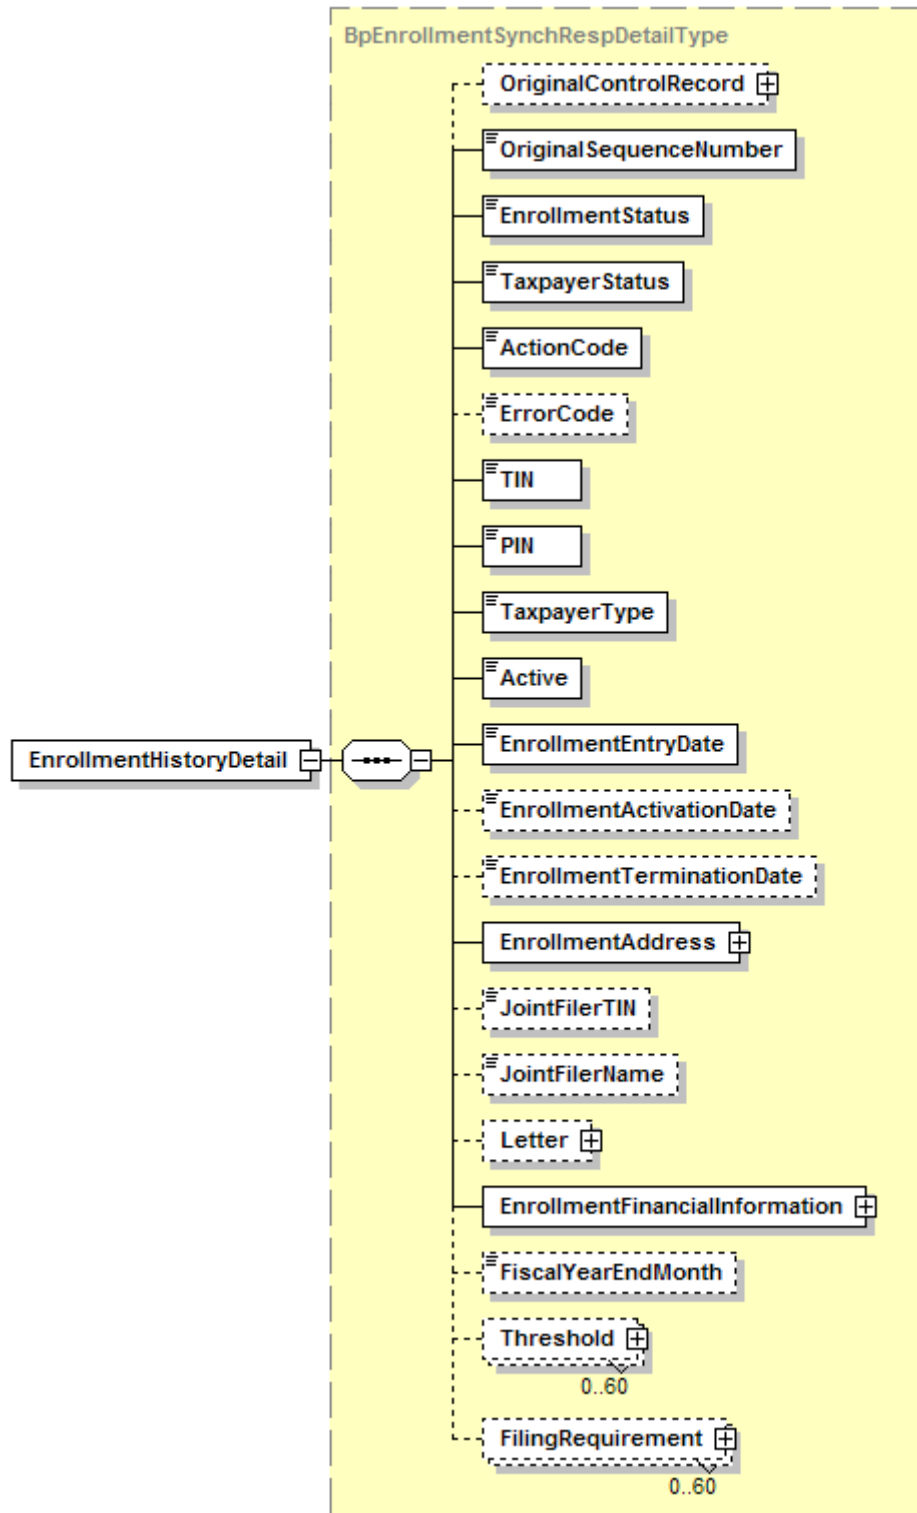 BpEnrollmentSynchRespDetailType
OriginalControlRecord
OriginalSequenceNumber
EnrollmentStatus
TaxpayerStatus
ActionCode
ErrorCode
TIN
PIN
TaxpayerType
Active
EnrollmentHistoryDetail
EnrollmentEntryDate
EnrollmentActivationDate
EnrollmentTerminationDate
EnrollmentAddress
JointFilerTIN
JointFilerName
Letter
EnrollmentFinancialInformation
FiscalYearEndMonth
Threshold
0..60
FilingRequirement
0..60